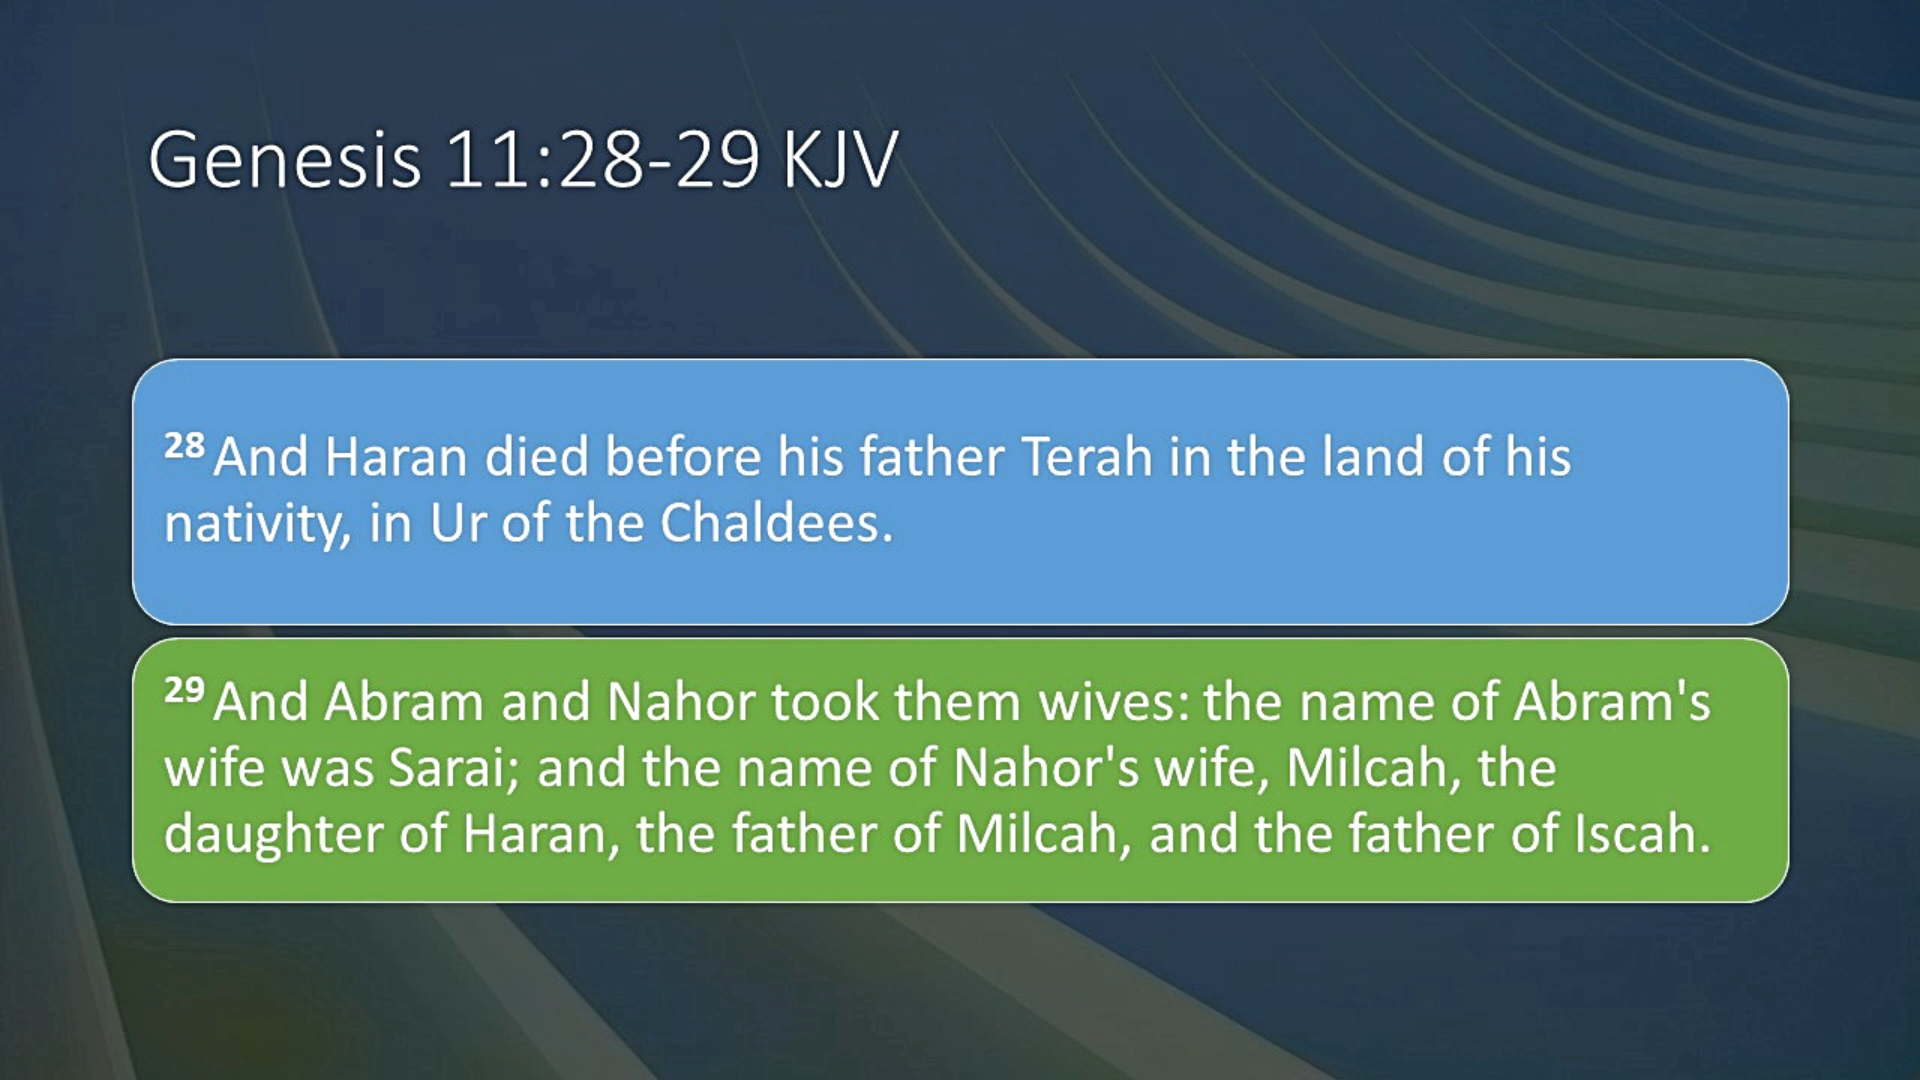 Genesis 11:28-29 KJV
28 And Haran died before his father Terah in the land of his
nativity, in Ur of the Chaldees.
29 And Abram and Nahor took them wives: the name of Abram's
wife was Sarai; and the name of Nahor's wife, Milcah, the
daughter of Haran, the father of Milcah, and the father of Iscah.